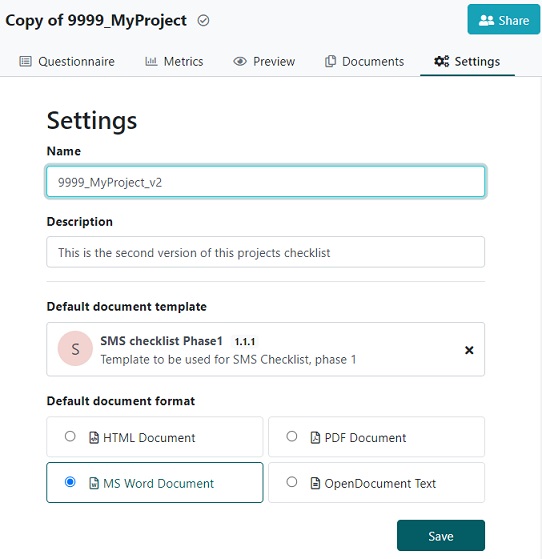 Copy of 9999_MyProject
Share
Questionnaire Metrics Preview Documents Settings
Settings
Name
9999_MyProject_v2
Description
This is the second version of this projects checklist
Default document template
S
SMS checklist Phase1 1.1.1
Template to be used for SMS Checklist, phase 1
Default document format
HTML Document PDF Document
MS Word Document OpenDocument Text
Save